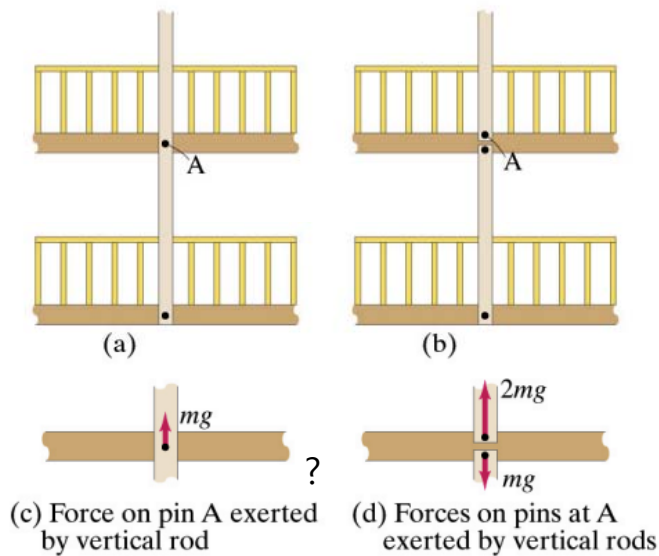 A
A
(a)
(b)
mg
2mg
?
mg
(c) Force on pin A exerted
by vertical rod
(d) Forces on pins at A
exerted by vertical rods